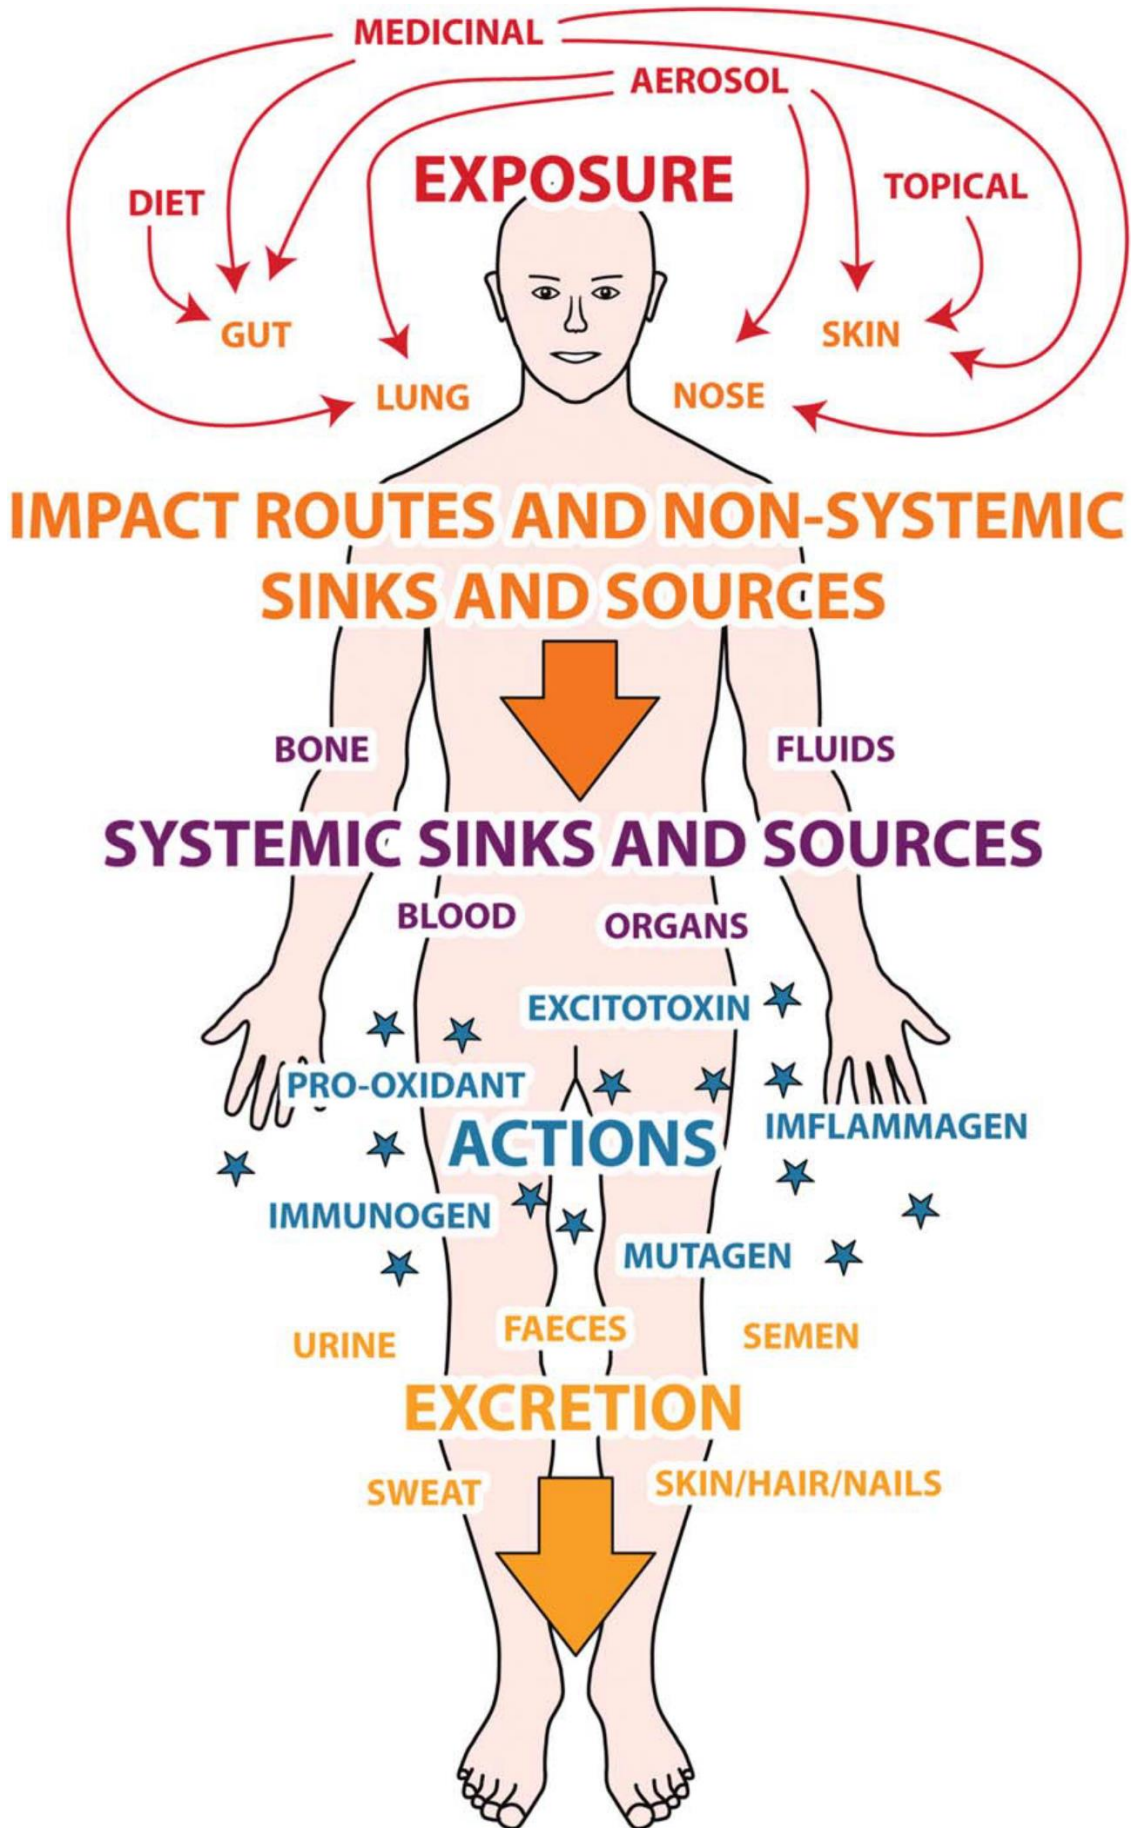 MEDICINAL
AEROSOL
EXPOSURE
DIET
TOPICAL
GUT
SKIN
LUNG
NOSE
IMPACT ROUTES AND NON-SYSTEMIC
SINKS AND SOURCES
BONE
FLUIDS
SYSTEMIC SINKS AND SOURCES
BLOOD
ORGANS
EXCITOTOXIN
PRO-OXIDANT
ACTIONS
IMFLAMMAGEN
IMMUNOGEN
MUTAGEN
URINE
FAECES
SEMEN
EXCRETION
SWEAT
SKIN/HAIR/NAILS